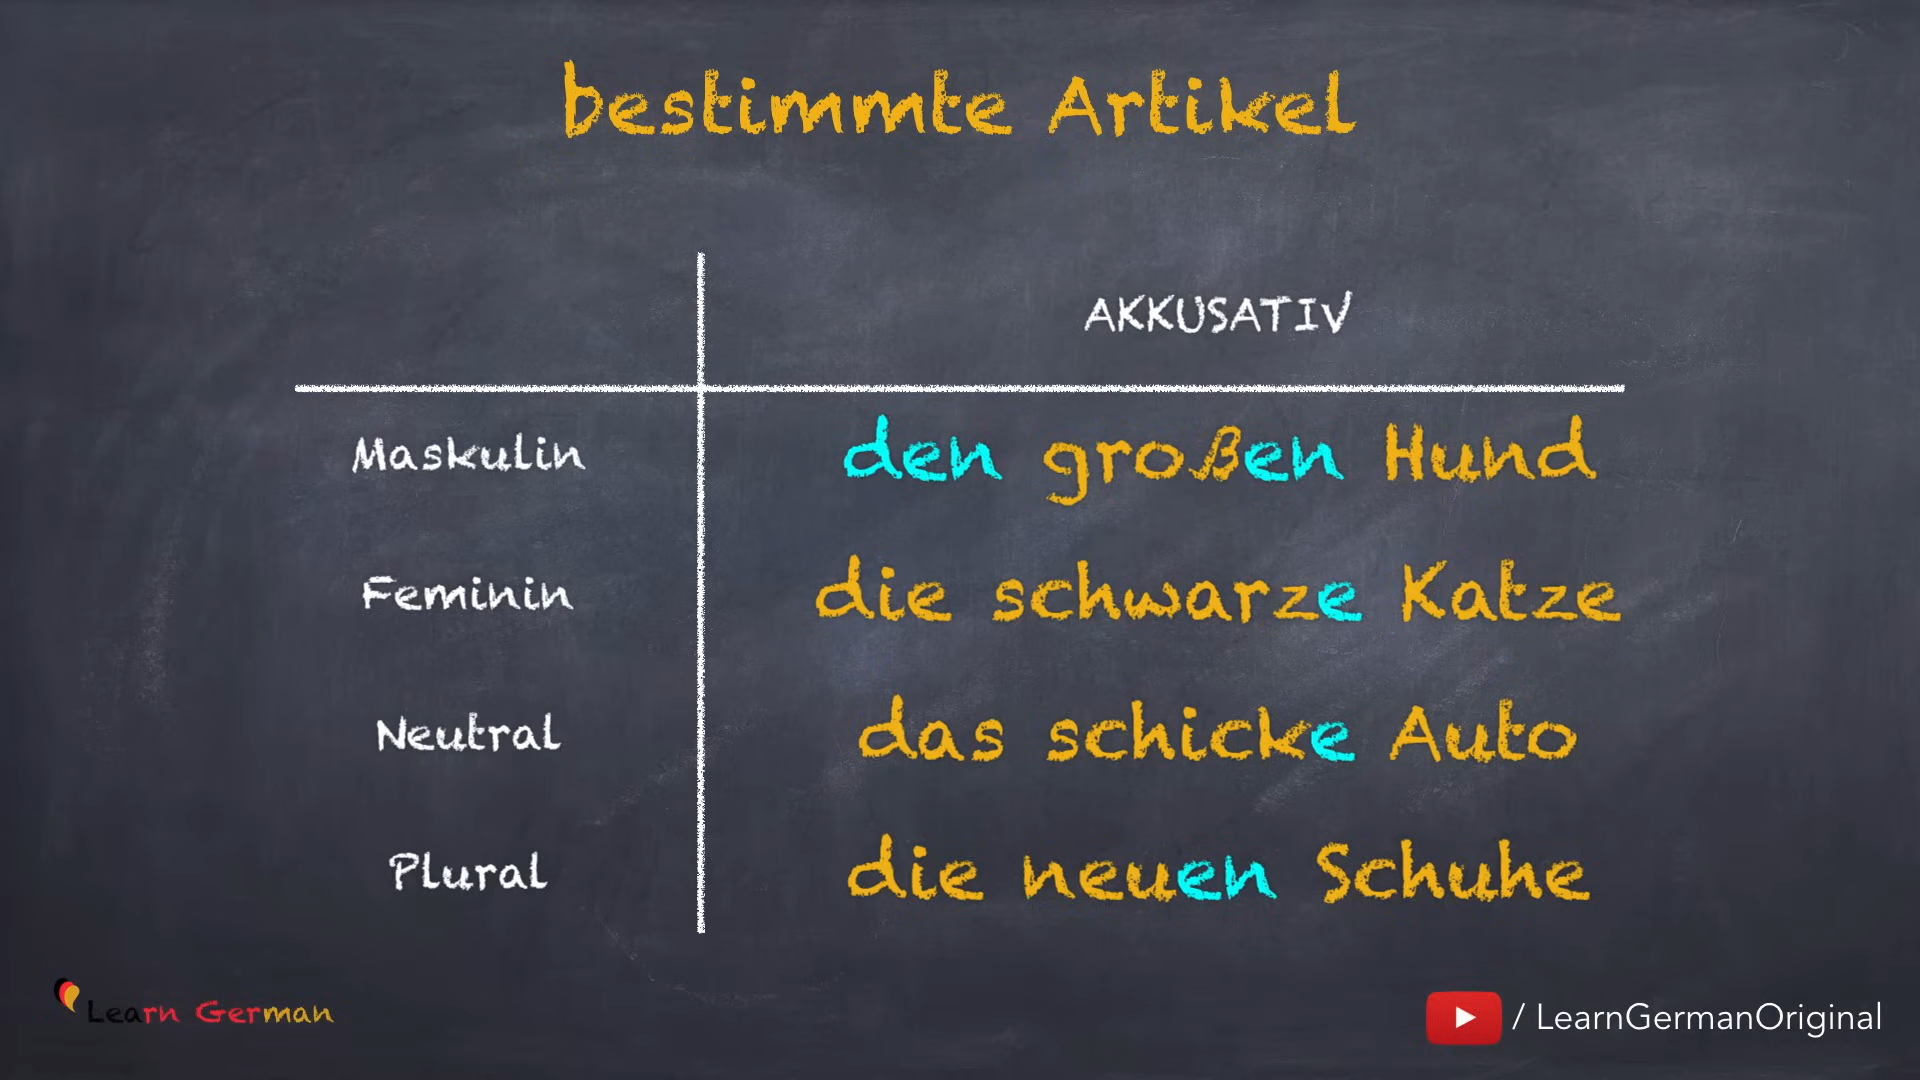 bestimmte Artikel
AKKUSATIV
Maskulin den großen Hund
Feminin die schwarze Katze
Neutral das schicke Auto
Plural die neuen Schuhe
Learn German
/ LearnGermanOriginal